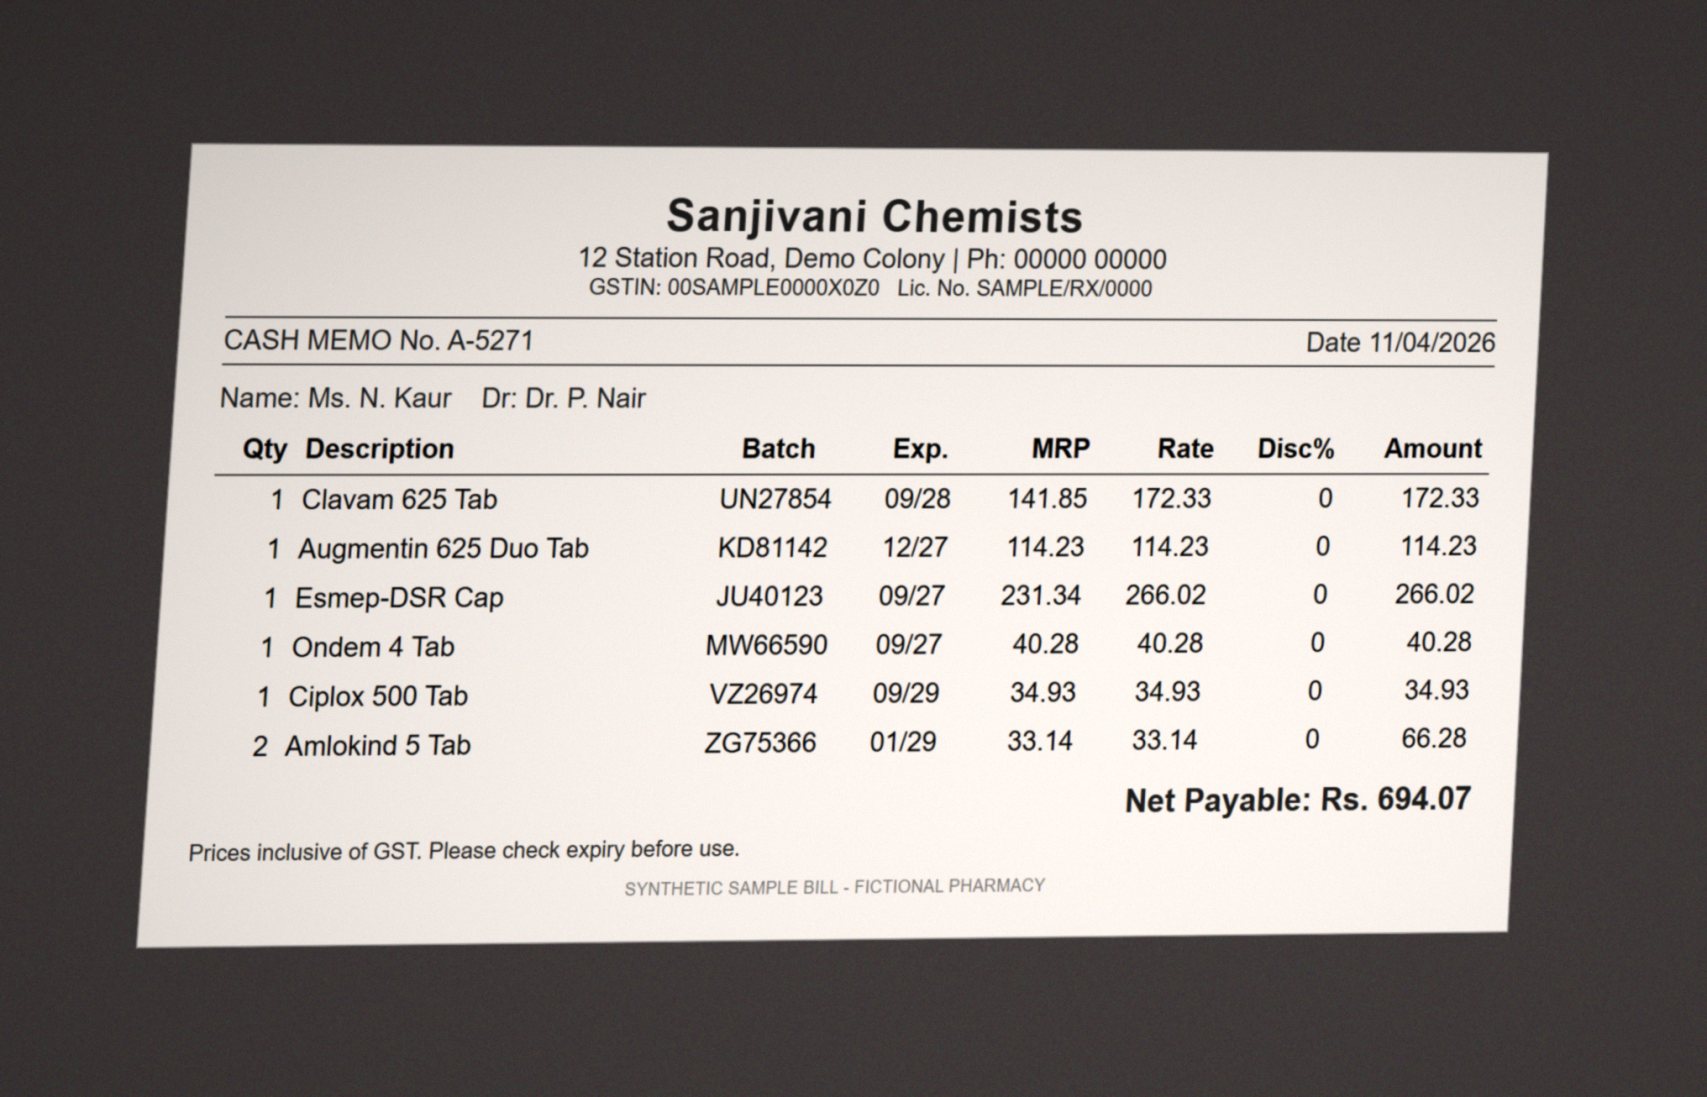 Sanjivani Chemists
12 Station Road, Demo Colony | Ph: 00000 00000
GSTIN: 00SAMPLE0000X0Z0 Lic. No. SAMPLE/RX/0000
CASH MEMO No. A-5271 Date 11/04/2026
Name: Ms. N. Kaur Dr: Dr. P. Nair
Qty Description Batch Exp. MRP Rate Disc% Amount
1 Clavam 625 Tab UN27854 09/28 141.85 172.33 0 172.33
1 Augmentin 625 Duo Tab KD81142 12/27 114.23 114.23 0 114.23
1 Esmep-DSR Cap JU40123 09/27 231.34 266.02 0 266.02
1 Ondem 4 Tab MW66590 09/27 40.28 40.28 0 40.28
1 Ciplox 500 Tab VZ26974 09/29 34.93 34.93 0 34.93
2 Amlokind 5 Tab ZG75366 01/29 33.14 33.14 0 66.28
Net Payable: Rs. 694.07
Prices inclusive of GST. Please check expiry before use.
SYNTHETIC SAMPLE BILL - FICTIONAL PHARMACY